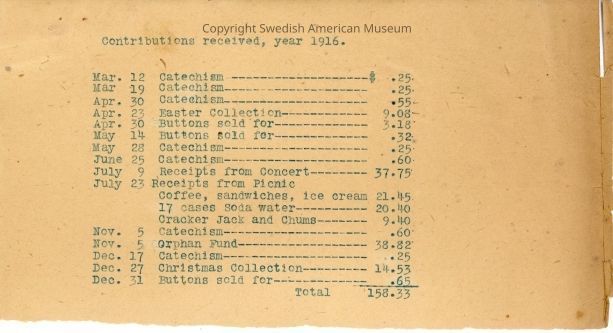 Copyright Swedish American Museum
Contributions received, year 1916.
Mar. 12 Catechism------------------$ .25
Mar 19 Catechism------------------ .25
Apr. 30 Catechism------------------ .55
Apr. 23 Easter Collection----------- 9.08
Apr. 30 Buttons sold for------------ 3.18
May 14 Buttons sold for------------ .32
May 28 Catechism------------------ .25
June 25 Catechism------------------ .60
July 9 Receipts from Concert------- 37.75
July 23 Receipts from Picnic
Coffee, sandwiches, ice cream 21.45
17 cases Soda water---------- 20.40
Cracker Jack and Chums------- 9.40
Nov. 5 Catechism------------------ .60
Nov. 5 Orphan Fund---------------- 38.82
Dec. 17 Catechism------------------ .25
Dec. 27 Christmas Collection-------- 14.53
Dec. 31 Buttons sold for------------ .65
Total 158.33